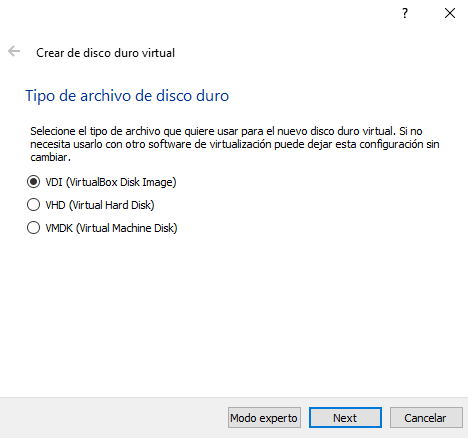 ?
Crear de disco duro virtual
Tipo de archivo de disco duro
Selecione el tipo de archivo que quiere usar para el nuevo disco duro virtual. Si no
necesita usarlo con otro software de virtualización puede dejar esta configuración sin
cambiar.
VDI (VirtualBox Disk Image)
VHD (Virtual Hard Disk)
VMDK (Virtual Machine Disk)
Modo experto Next Cancelar